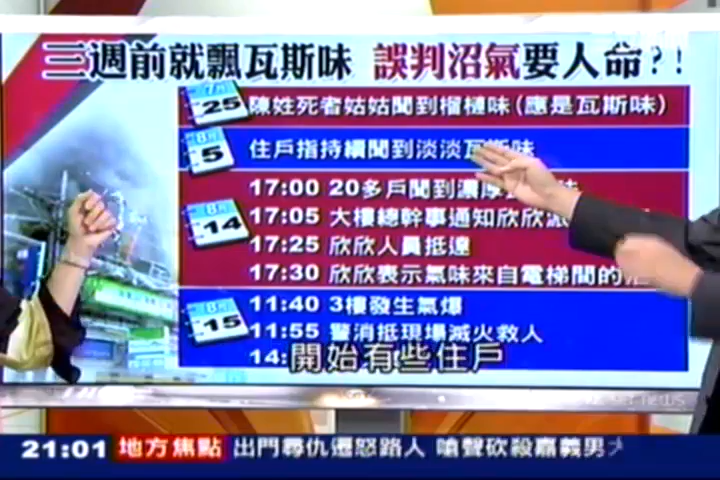 三週前就飄瓦斯味 誤判沼氣要人命?!
7月
25 陳姓死者姑姑聞到榴槤味(應是瓦斯味)
8月
5 住戶指持續聞到淡淡瓦斯味
8月
14
17:00 20多戶聞到濃厚
17:05 大樓總幹事通知欣欣派
17:25 欣欣人員抵達
17:30 欣欣表示氣味來自電梯間的
8月
15
11:40 3樓發生氣爆
11:55 警消抵現場滅火救人
14:
開始有些住戶
21:01 地方焦點 出門尋仇遷怒路人 嗆聲砍殺嘉義男